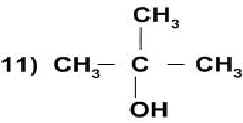 CH₃
11) CH₃ – C – CH₃
OH